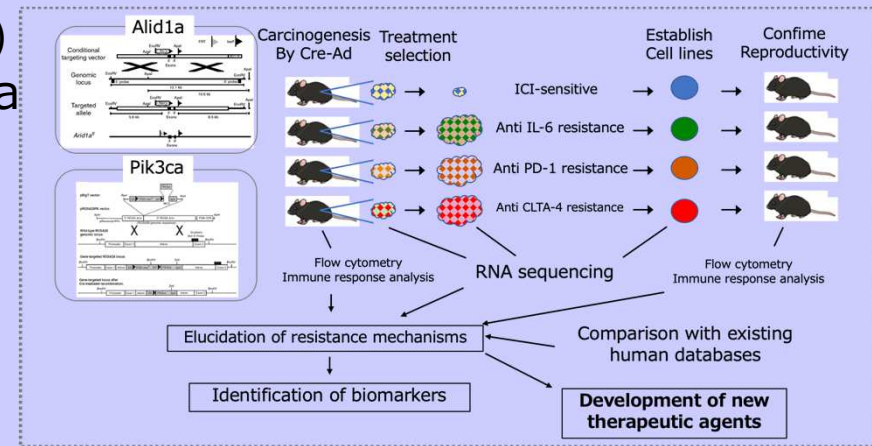 )
a
Alid1a
Conditional
targeting vector
Genomic
locus
Targeted
allele
Arid1a
Pik3ca
Carcinogenesis
By Cre-Ad
Treatment
selection
Establish
Cell lines
Confime
Reproductivity
ICI-sensitive
Anti IL-6 resistance
Anti PD-1 resistance
Anti CLTA-4 resistance
Flow cytometry
Immune response analysis
RNA sequencing
Flow cytometry
Immune response analysis
Elucidation of resistance mechanisms
Comparison with existing
human databases
Identification of biomarkers
Development of new
therapeutic agents